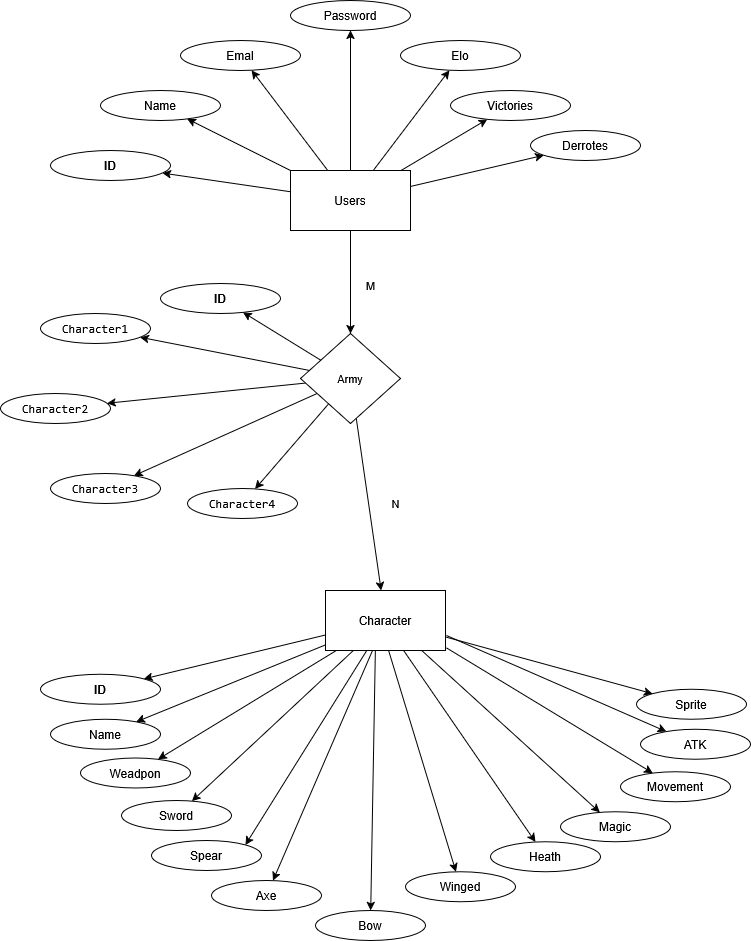 Password
Emal
Elo
Name
Victories
Derrotes
ID
Users
M
ID
Character1
Army
Character2
Character3
Character4
N
Character
ID
Name
Weadpon
Sword
Spear
Axe
Bow
Winged
Heath
Magic
Movement
ATK
Sprite